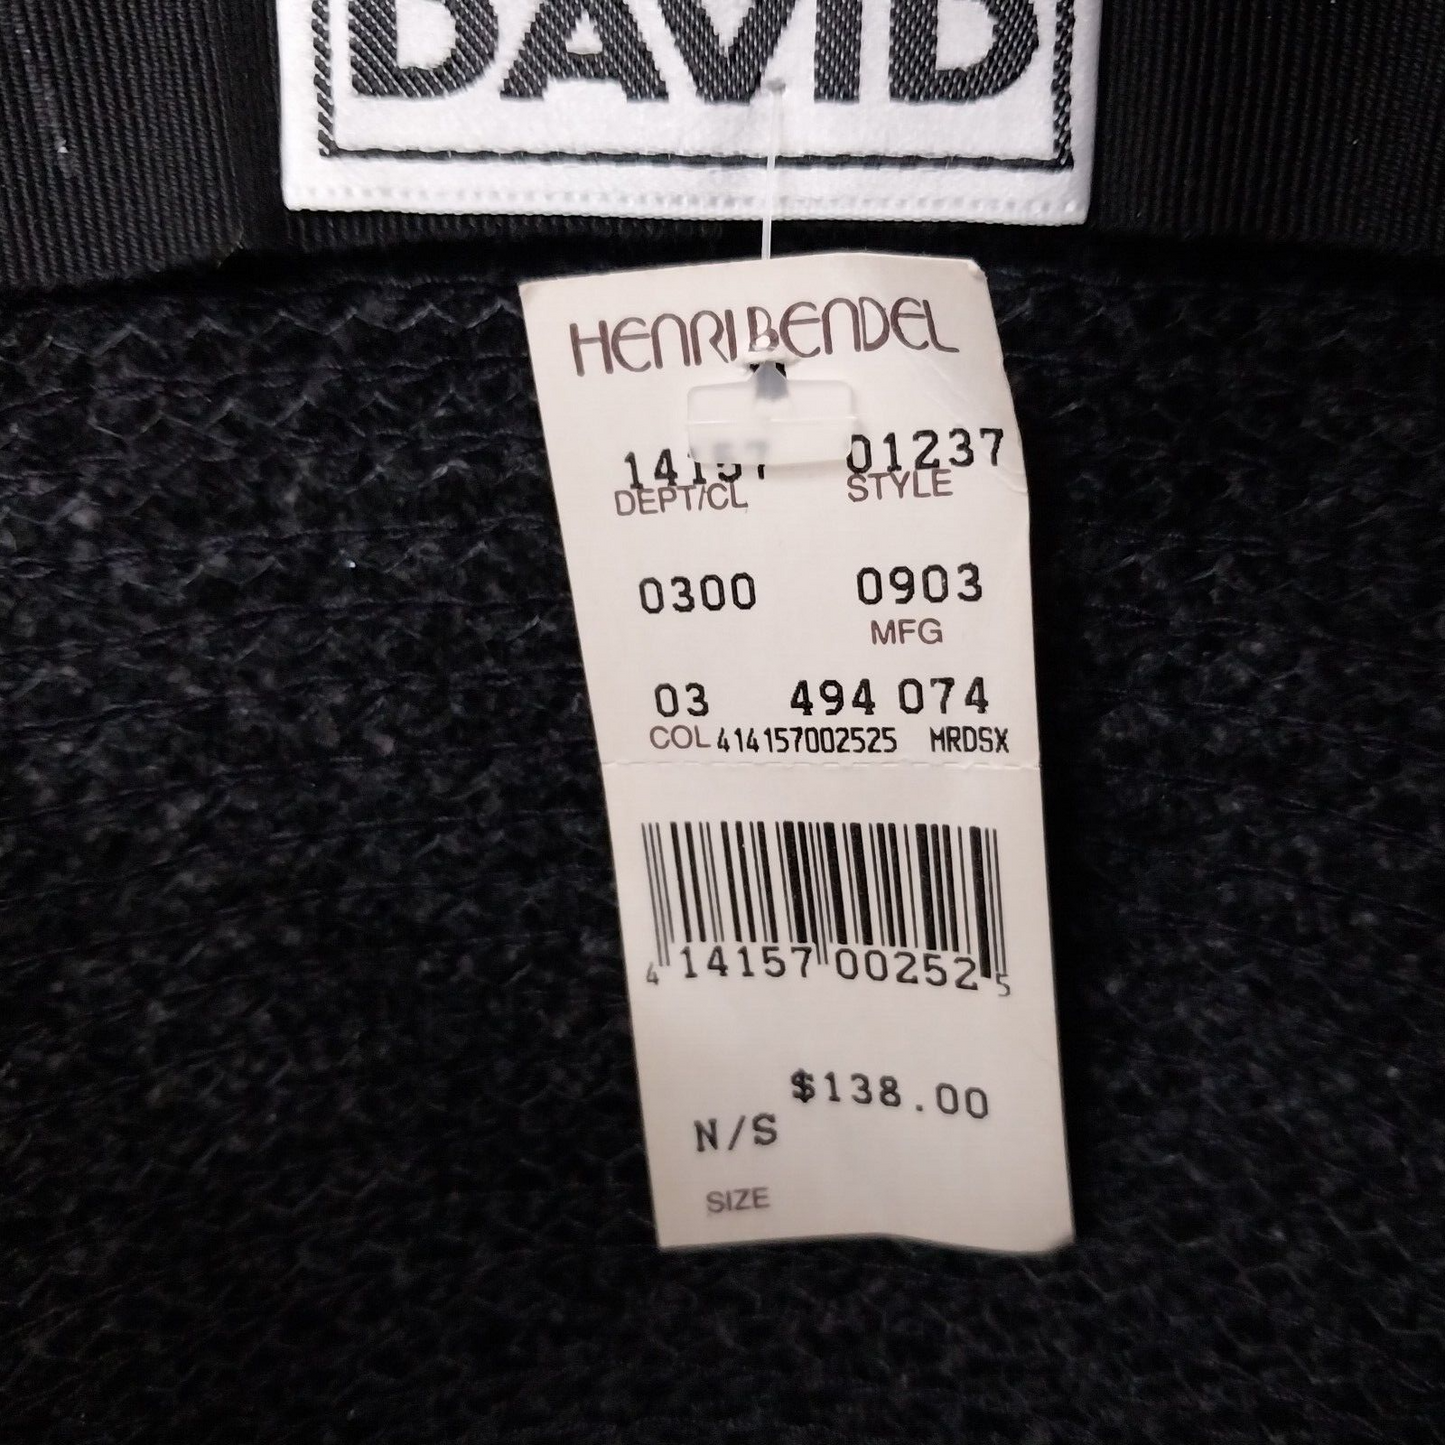 DAVID
HENRI BENDEL
14157 01237
DEPT/CL STYLE
0300 0903
MFG
03 494 074
COL 414157002525 MRDSX
4 14157 00252 5
$138.00
N/S
SIZE